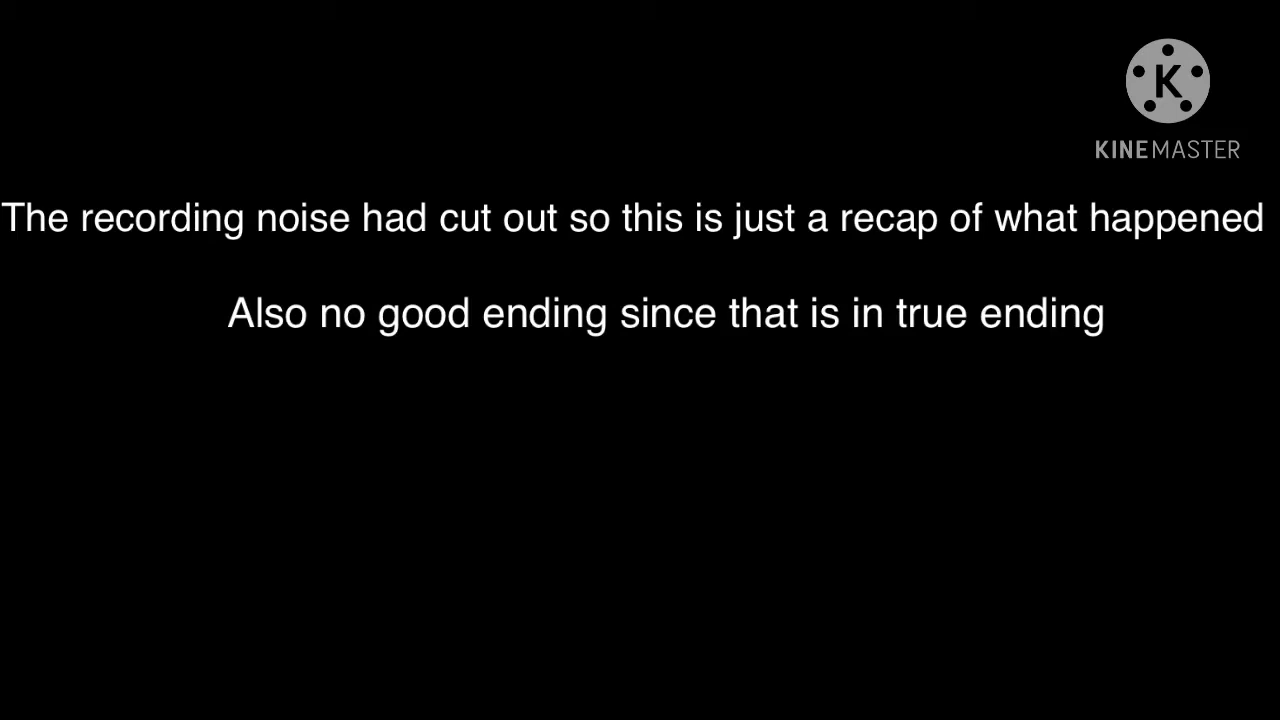 K
KINEMASTER
The recording noise had cut out so this is just a recap of what happened
Also no good ending since that is in true ending